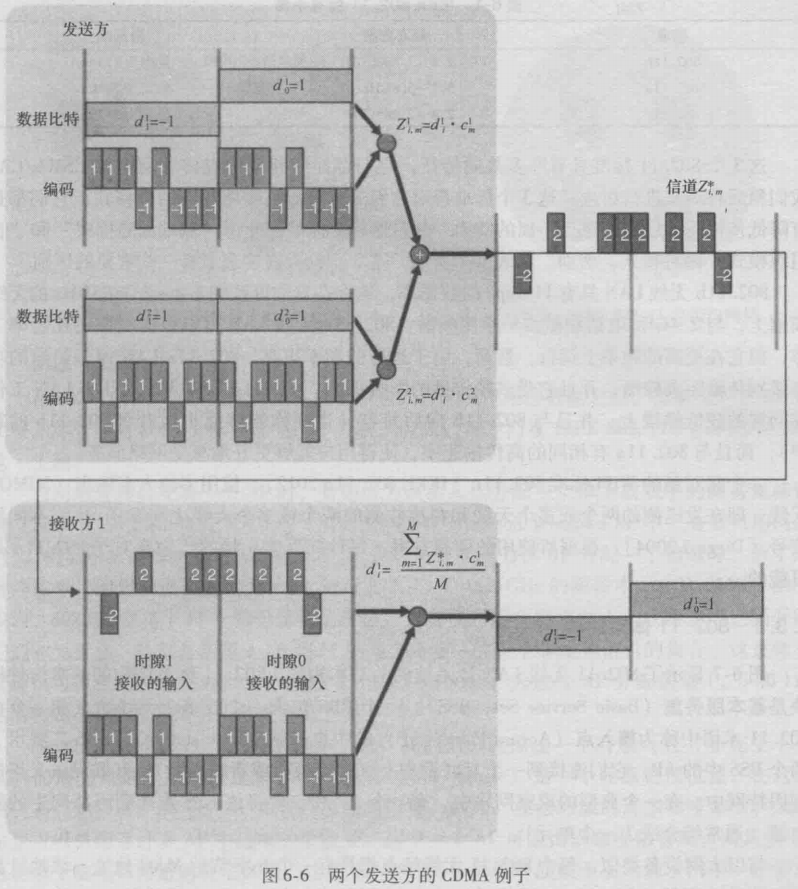 发送方
数据比特
d₁¹=-1
d₀¹=1
Z¹ᵢ,ₘ=d¹ᵢ·c¹ₘ
编码
1 1 1 -1 1 -1 -1 -1
1 1 1 -1 1 -1 -1 -1
信道Z*ᵢ,ₘ
-2 2 -2 2 2 2 2 2 -2
数据比特
d₁²=1
d₀²=1
Z²ᵢ,ₘ=d²ᵢ·c²ₘ
编码
1 -1 1 1 1 -1 1 1
1 -1 1 1 1 -1 1 1
接收方1
-2 2 -2 2 2 2 2 2 -2
时隙1
接收的输入
时隙0
接收的输入
d¹ᵢ= ∑ᴹₘ₌₁ Z*ᵢ,ₘ·c¹ₘ / M
d₁¹=-1
d₀¹=1
编码
1 1 1 -1 1 -1 -1 -1
1 1 1 -1 1 -1 -1 -1
图6-6 两个发送方的CDMA例子